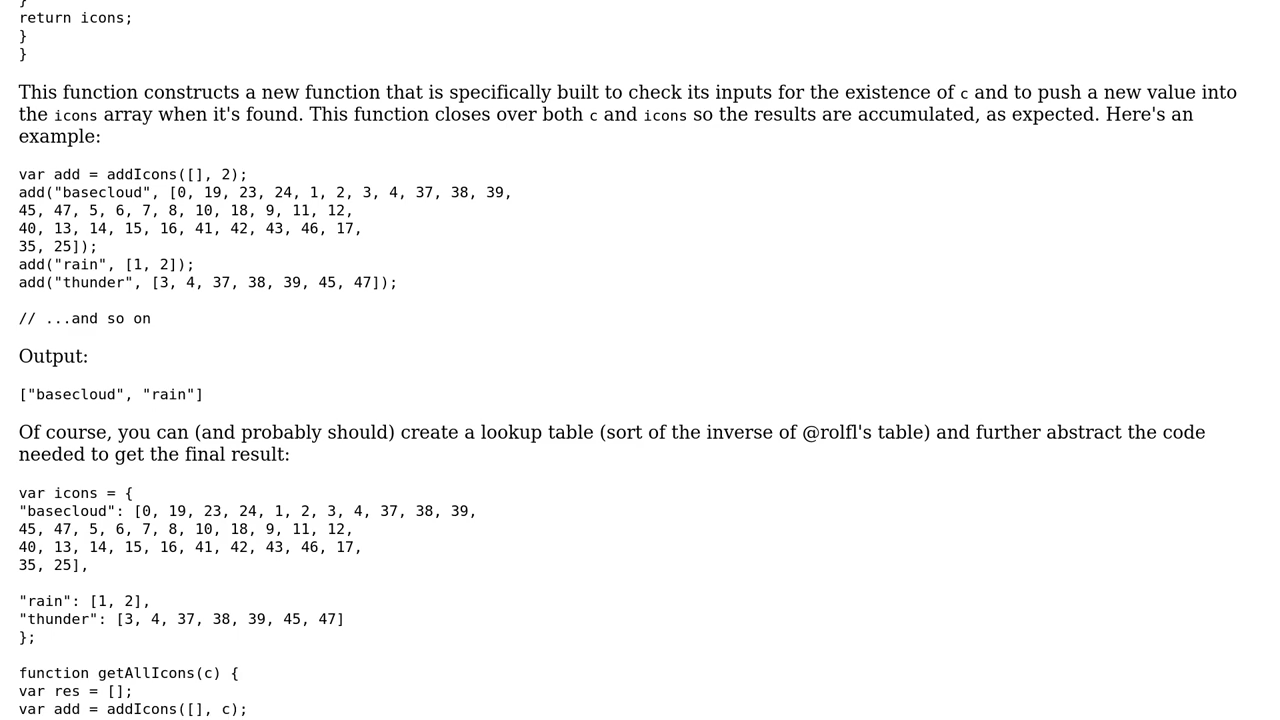 }
return icons;
}
}
This function constructs a new function that is specifically built to check its inputs for the existence of c and to push a new value into
the icons array when it's found. This function closes over both c and icons so the results are accumulated, as expected. Here's an
example:
var add = addIcons([], 2);
add("basecloud", [0, 19, 23, 24, 1, 2, 3, 4, 37, 38, 39,
45, 47, 5, 6, 7, 8, 10, 18, 9, 11, 12,
40, 13, 14, 15, 16, 41, 42, 43, 46, 17,
35, 25]);
add("rain", [1, 2]);
add("thunder", [3, 4, 37, 38, 39, 45, 47]);
// ...and so on
Output:
["basecloud", "rain"]
Of course, you can (and probably should) create a lookup table (sort of the inverse of @rolfl's table) and further abstract the code
needed to get the final result:
var icons = {
"basecloud": [0, 19, 23, 24, 1, 2, 3, 4, 37, 38, 39,
45, 47, 5, 6, 7, 8, 10, 18, 9, 11, 12,
40, 13, 14, 15, 16, 41, 42, 43, 46, 17,
35, 25],
"rain": [1, 2],
"thunder": [3, 4, 37, 38, 39, 45, 47]
};
function getAllIcons(c) {
var res = [];
var add = addIcons([], c);